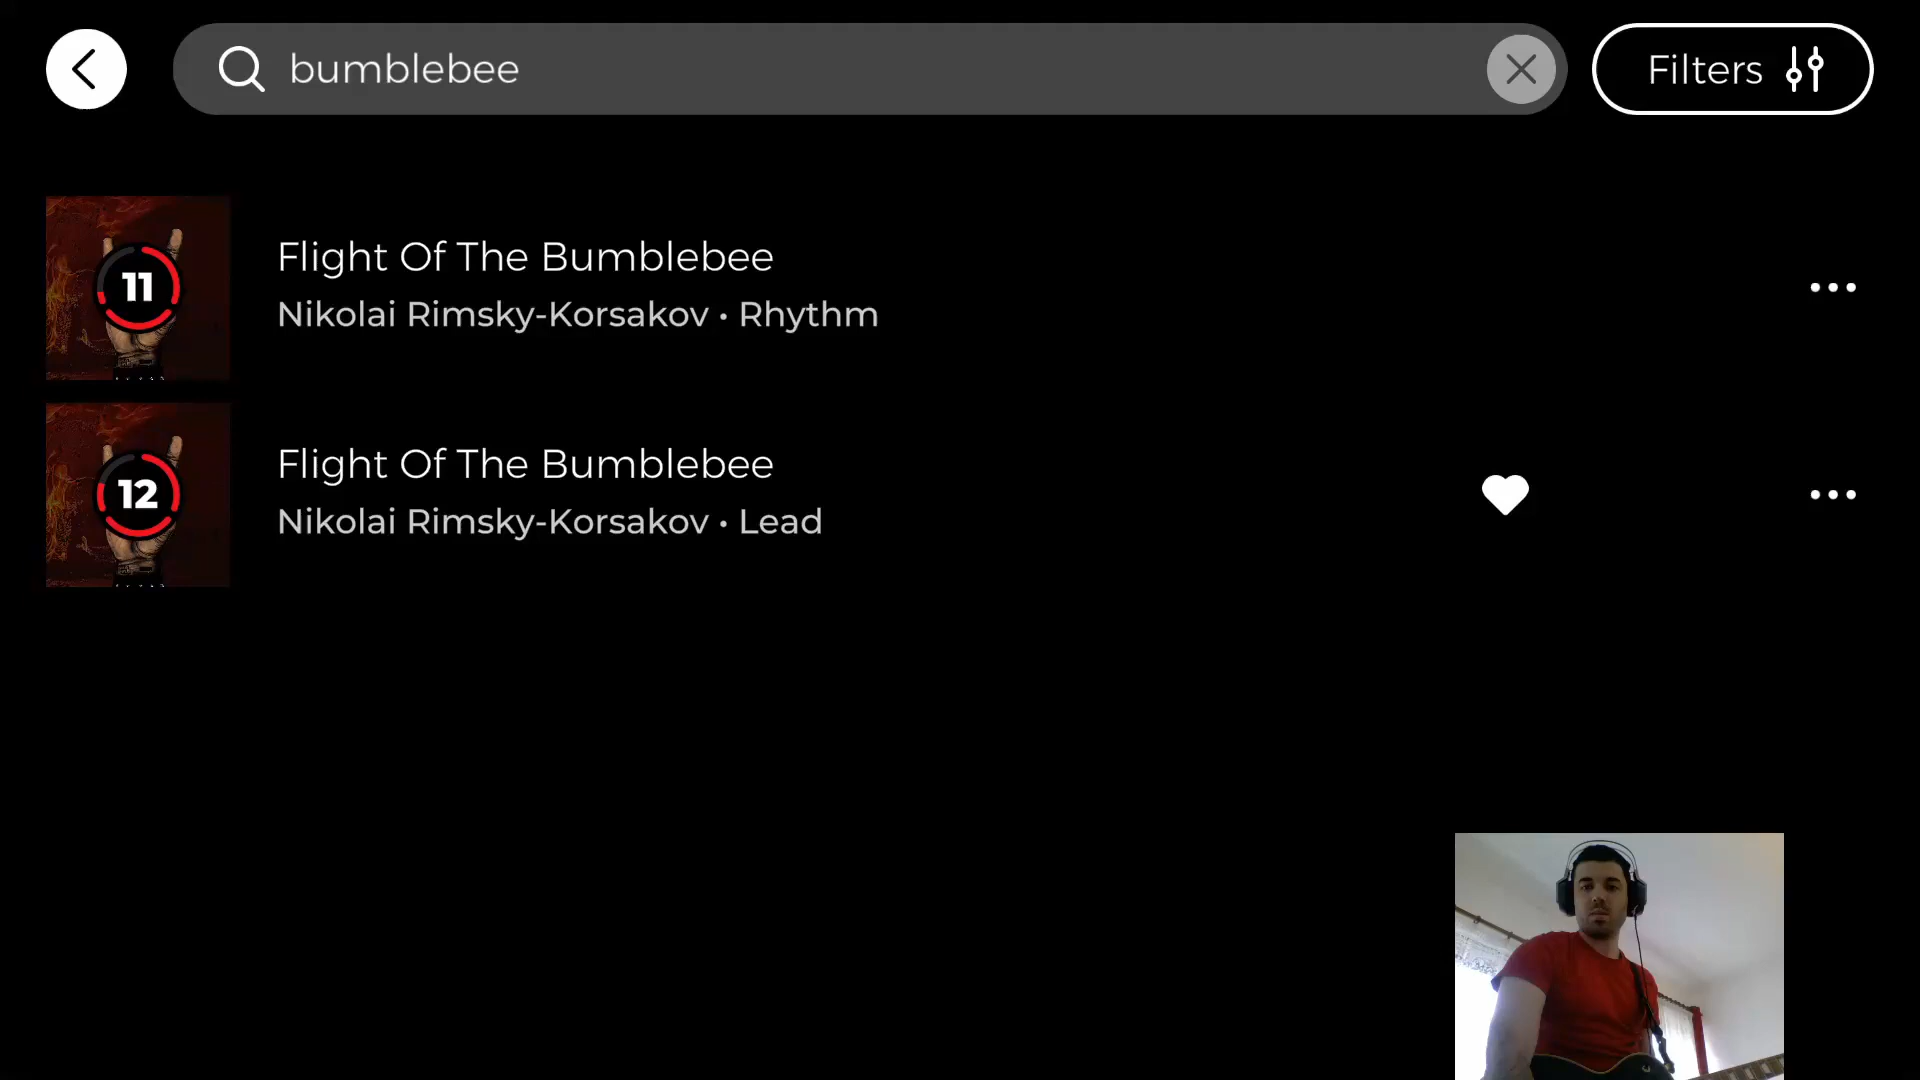 bumblebee
Filters
11
Flight Of The Bumblebee
Nikolai Rimsky-Korsakov • Rhythm
12
Flight Of The Bumblebee
Nikolai Rimsky-Korsakov • Lead